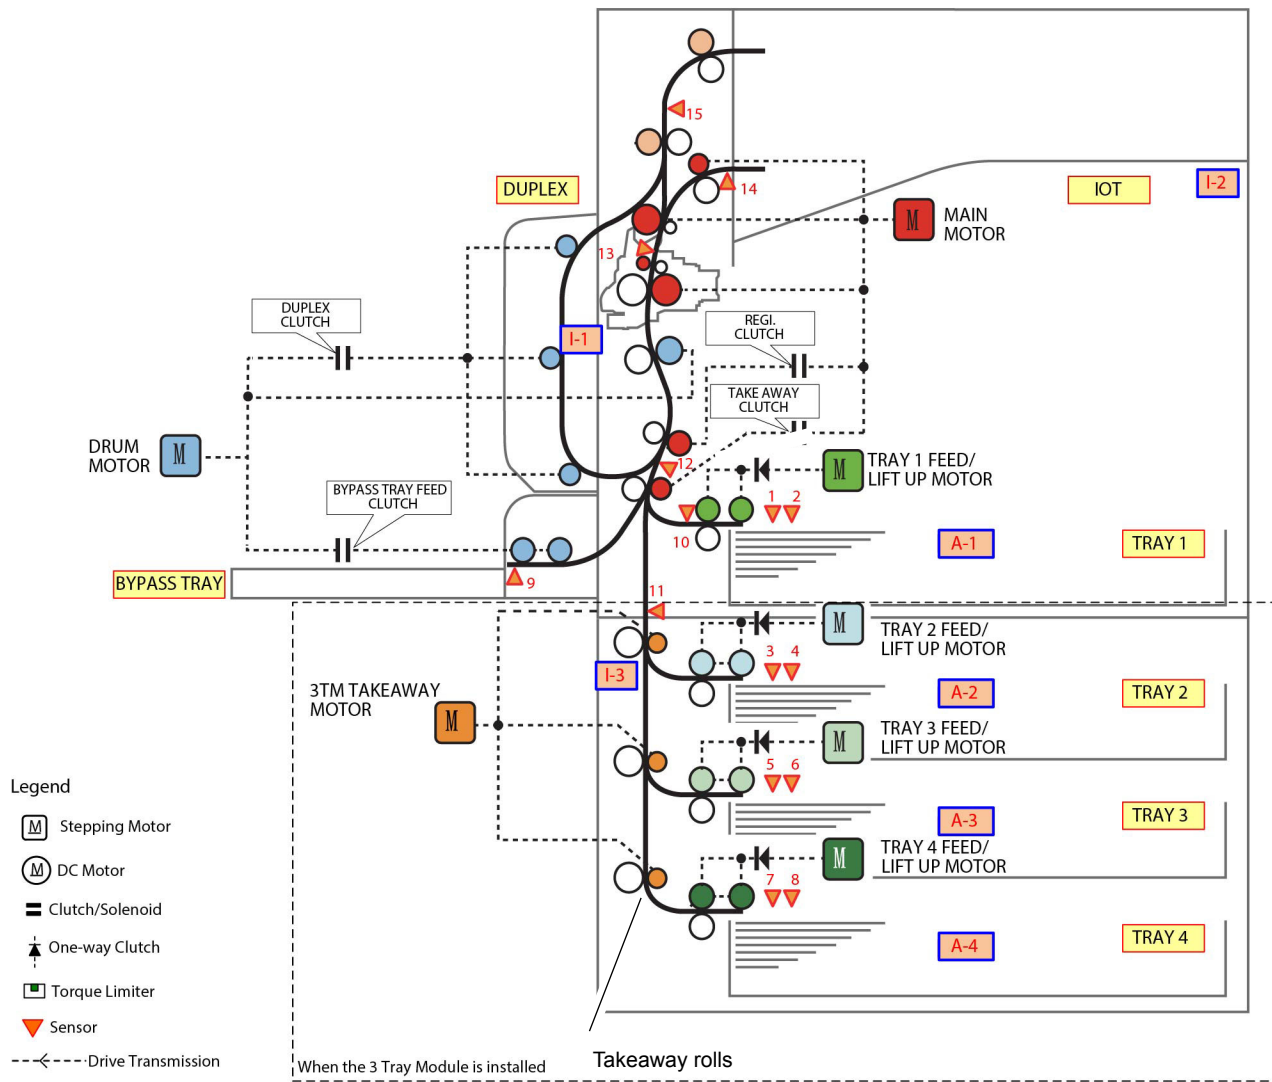 15
14
DUPLEX
IOT
I-2
M
MAIN
MOTOR
13
DUPLEX
CLUTCH
I-1
REGI.
CLUTCH
TAKE AWAY
CLUTCH
DRUM
MOTOR
M
12
M
TRAY 1 FEED/
LIFT UP MOTOR
BYPASS TRAY FEED
CLUTCH
1 2
10
A-1
TRAY 1
BYPASS TRAY
9
11
M
TRAY 2 FEED/
LIFT UP MOTOR
3 4
I-3
A-2
TRAY 2
3TM TAKEAWAY
MOTOR
M
M
TRAY 3 FEED/
LIFT UP MOTOR
5 6
A-3
TRAY 3
M
TRAY 4 FEED/
LIFT UP MOTOR
7 8
A-4
TRAY 4
Legend
M Stepping Motor
M DC Motor
Clutch/Solenoid
One-way Clutch
Torque Limiter
Sensor
Drive Transmission
When the 3 Tray Module is installed
Takeaway rolls